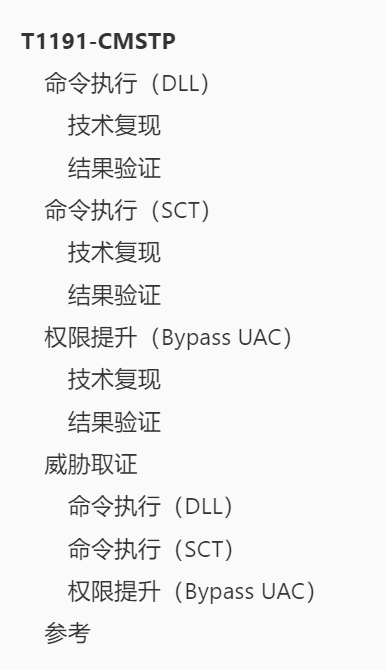 T1191-CMSTP
命令执行（DLL）
技术复现
结果验证
命令执行（SCT）
技术复现
结果验证
权限提升（Bypass UAC）
技术复现
结果验证
威胁取证
命令执行（DLL）
命令执行（SCT）
权限提升（Bypass UAC）
参考